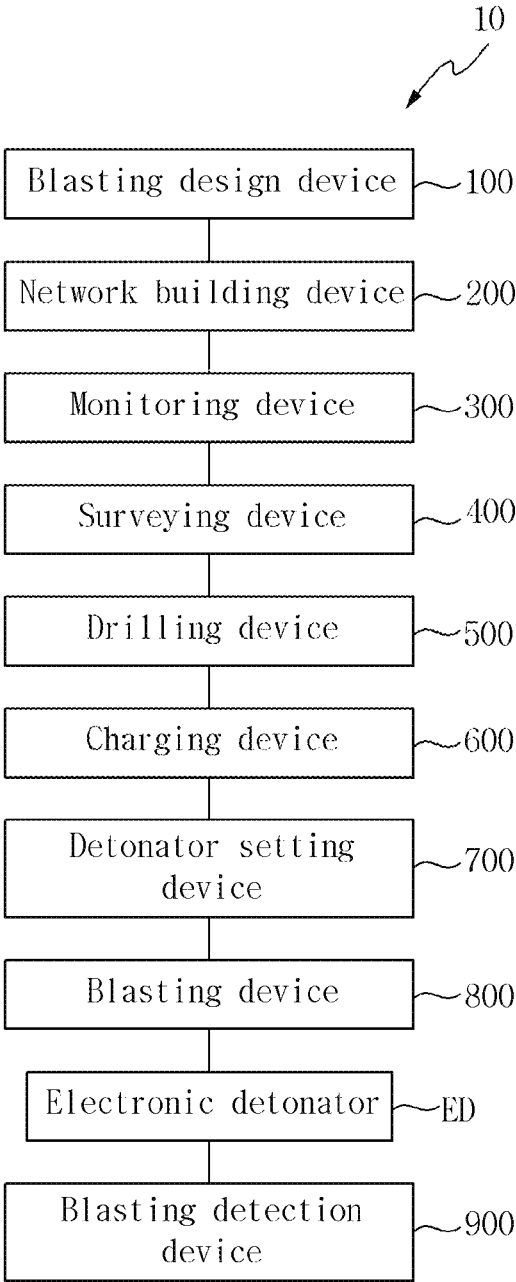 10
Blasting design device 100
Network building device 200
Monitoring device 300
Surveying device 400
Drilling device 500
Charging device 600
Detonator setting
device 700
Blasting device 800
Electronic detonator ED
Blasting detection
device 900